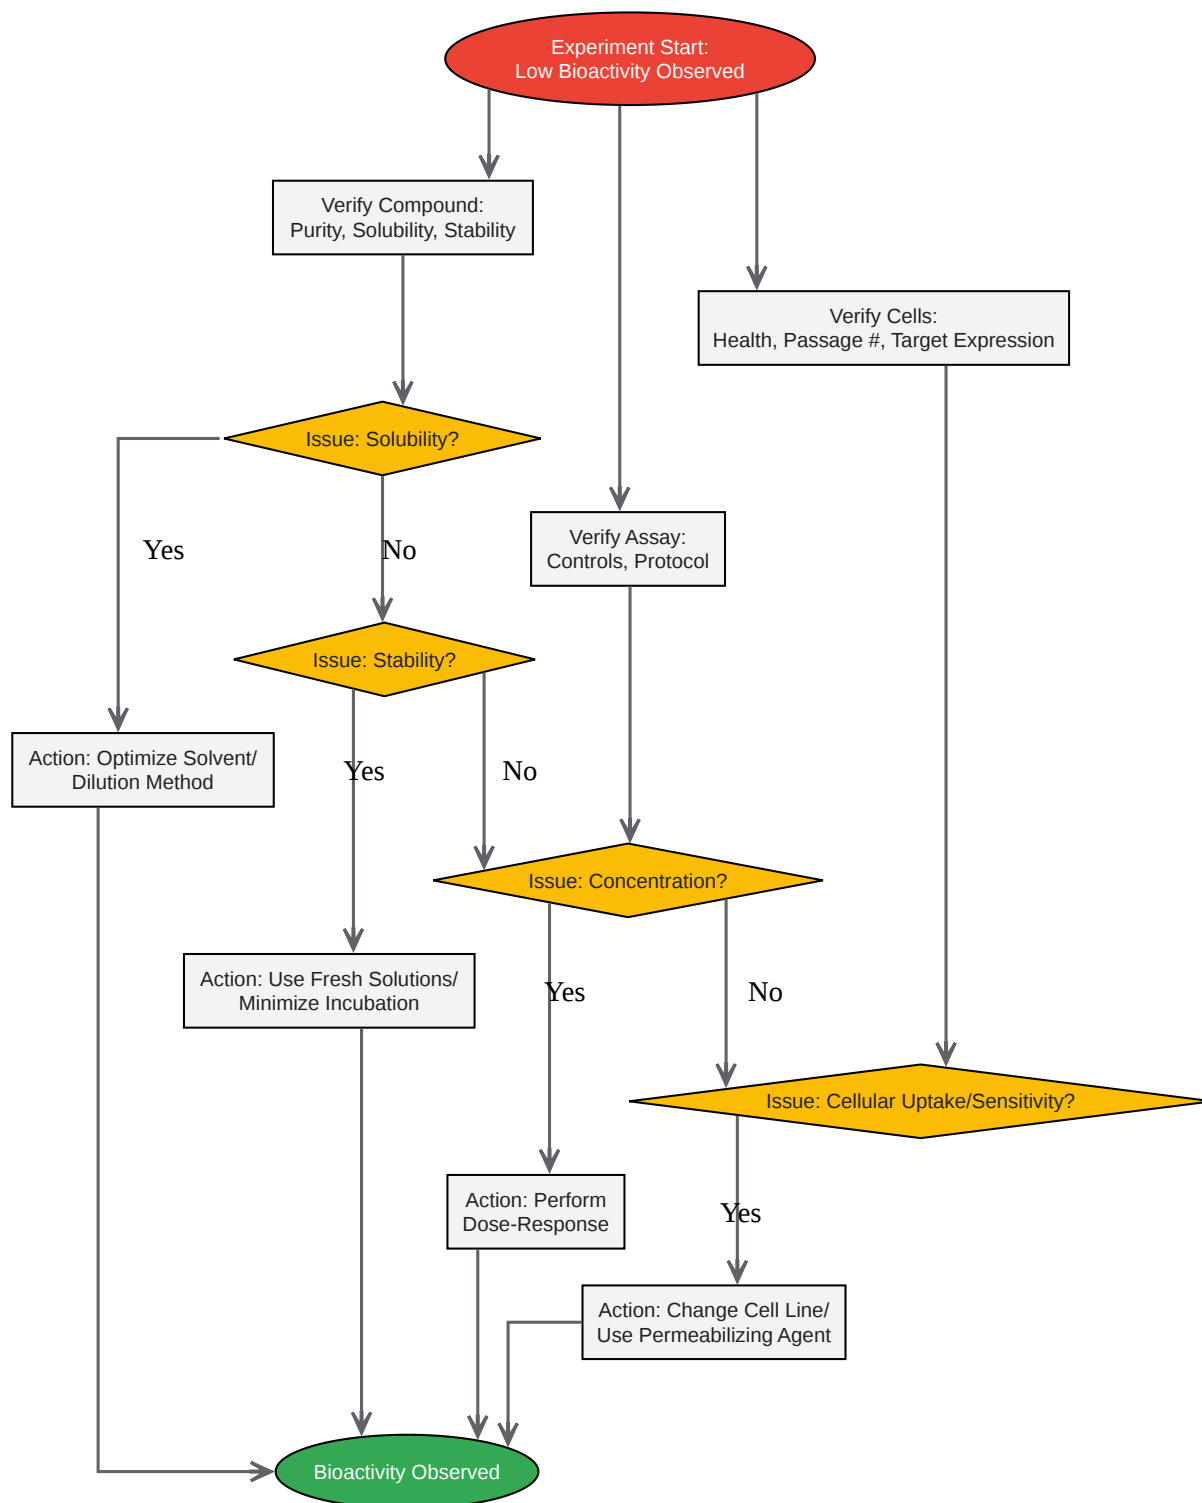 Experiment Start:
Low Bioactivity Observed
Verify Compound:
Purity, Solubility, Stability
Verify Cells:
Health, Passage #, Target Expression
Issue: Solubility?
Yes
No
Verify Assay:
Controls, Protocol
Issue: Stability?
Action: Optimize Solvent/
Dilution Method
Yes
No
Issue: Concentration?
Action: Use Fresh Solutions/
Minimize Incubation
Yes
No
Issue: Cellular Uptake/Sensitivity?
Action: Perform
Dose-Response
Yes
Action: Change Cell Line/
Use Permeabilizing Agent
Bioactivity Observed